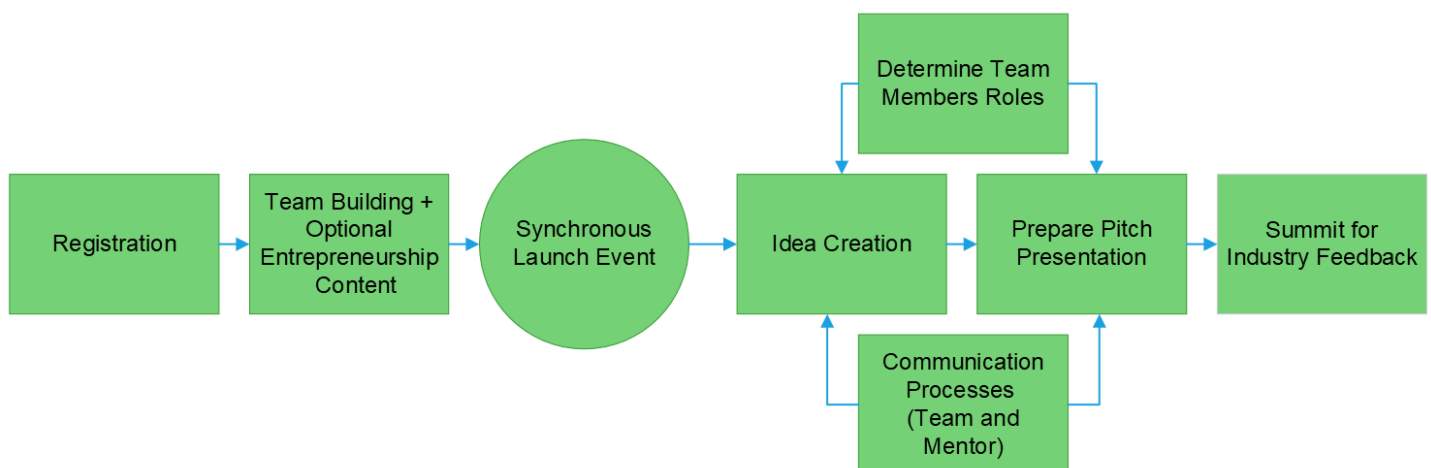 Determine Team
Members Roles
Registration
Team Building +
Optional
Entrepreneurship
Content
Synchronous
Launch Event
Idea Creation
Prepare Pitch
Presentation
Summit for
Industry Feedback
Communication
Processes
(Team and
Mentor)